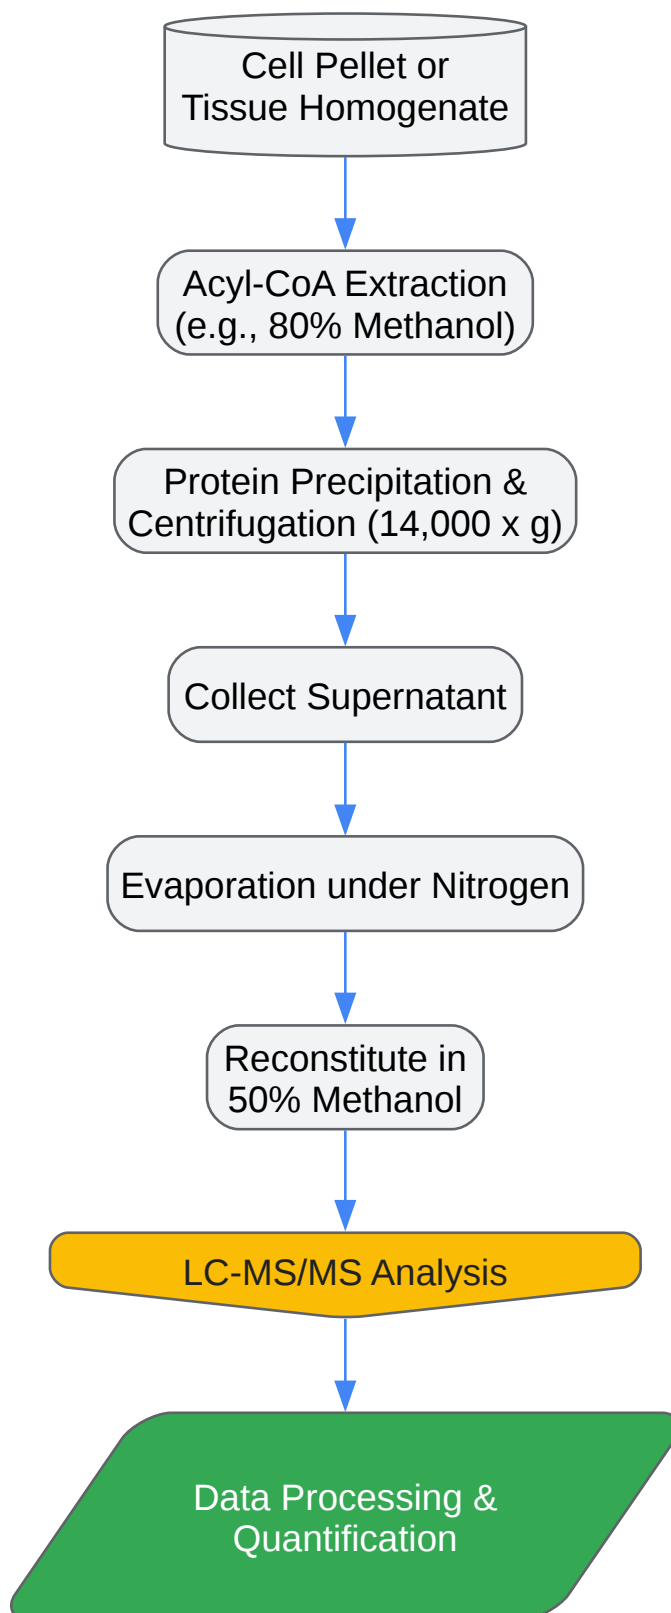 Cell Pellet or
Tissue Homogenate
Acyl-CoA Extraction
(e.g., 80% Methanol)
Protein Precipitation &
Centrifugation (14,000 x g)
Collect Supernatant
Evaporation under Nitrogen
Reconstitute in
50% Methanol
LC-MS/MS Analysis
Data Processing &
Quantification